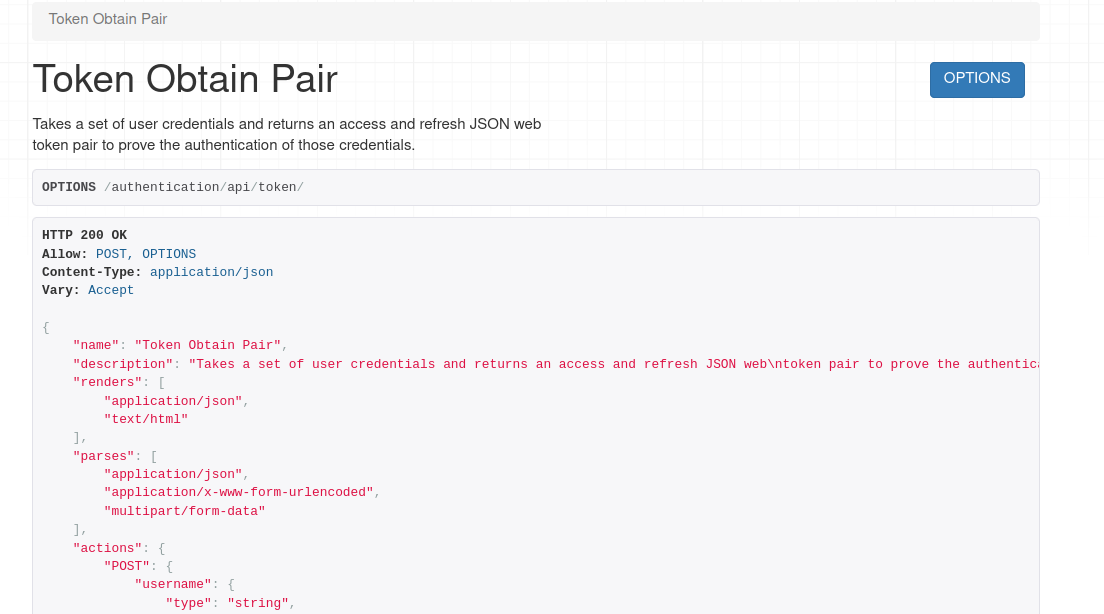 Token Obtain Pair
Token Obtain Pair
OPTIONS
Takes a set of user credentials and returns an access and refresh JSON web
token pair to prove the authentication of those credentials.
OPTIONS /authentication/api/token/
HTTP 200 OK
Allow: POST, OPTIONS
Content-Type: application/json
Vary: Accept
{
    "name": "Token Obtain Pair",
    "description": "Takes a set of user credentials and returns an access and refresh JSON web\ntoken pair to prove the
    "renders": [
        "application/json",
        "text/html"
    ],
    "parses": [
        "application/json",
        "application/x-www-form-urlencoded",
        "multipart/form-data"
    ],
    "actions": {
        "POST": {
            "username": {
                "type": "string",